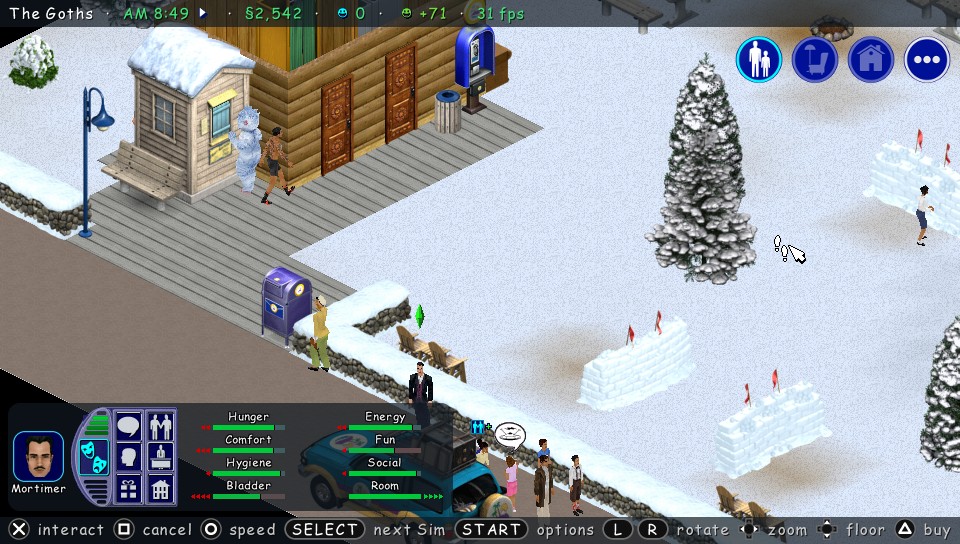 The Goths · AM 8:49 · §2,542 · 0 · +71 · 31 fps
Hunger
Energy
Comfort
Fun
Hygiene
Social
Bladder
Room
Mortimer
interact cancel speed SELECT next Sim START options L R rotate zoom floor buy